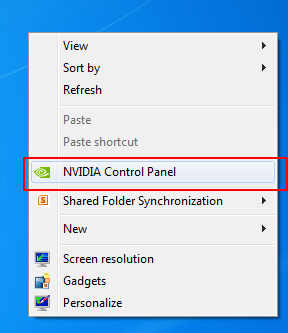 View
Sort by
Refresh
Paste
Paste shortcut
NVIDIA Control Panel
Shared Folder Synchronization
New
Screen resolution
Gadgets
Personalize